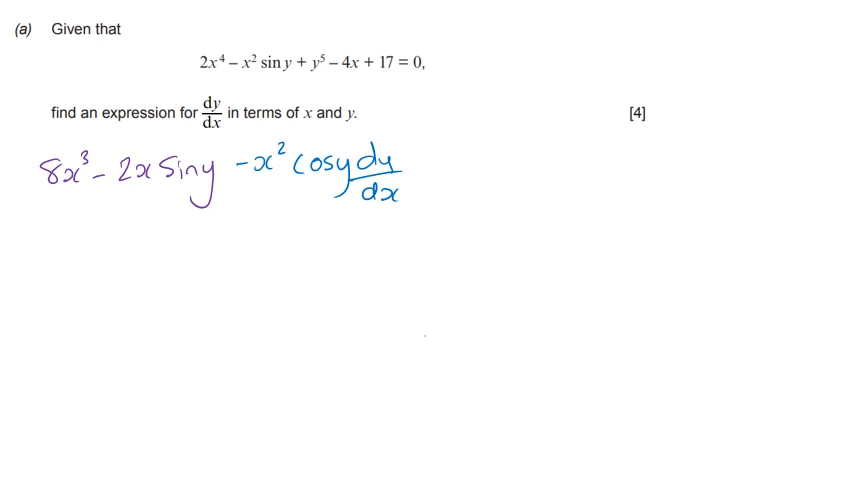 (a) Given that
2x⁴ – x² sin y + y⁵ – 4x + 17 = 0,
find an expression for dy/dx in terms of x and y. [4]
8x³ – 2x sin y – x² cos y dy/dx